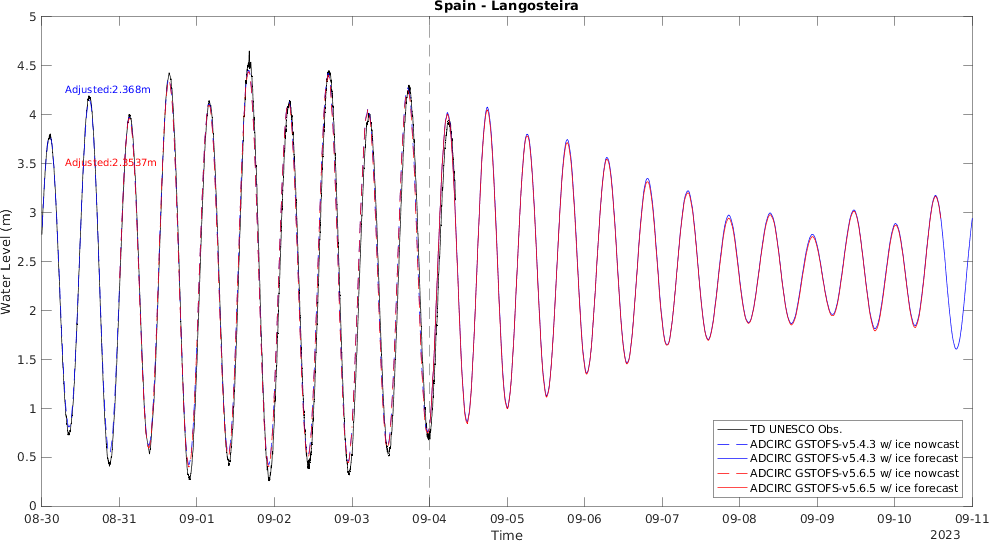 Spain - Langosteira
Water Level (m)
5
4.5
4
3.5
3
2.5
2
1.5
1
0.5
0
Adjusted:2.368m
Adjusted:2.3537m
TD UNESCO Obs.
ADCIRC GSTOFS-v5.4.3 w/ ice nowcast
ADCIRC GSTOFS-v5.4.3 w/ ice forecast
ADCIRC GSTOFS-v5.6.5 w/ ice nowcast
ADCIRC GSTOFS-v5.6.5 w/ ice forecast
08-30 08-31 09-01 09-02 09-03 09-04 09-05 09-06 09-07 09-08 09-09 09-10 09-11
Time
2023